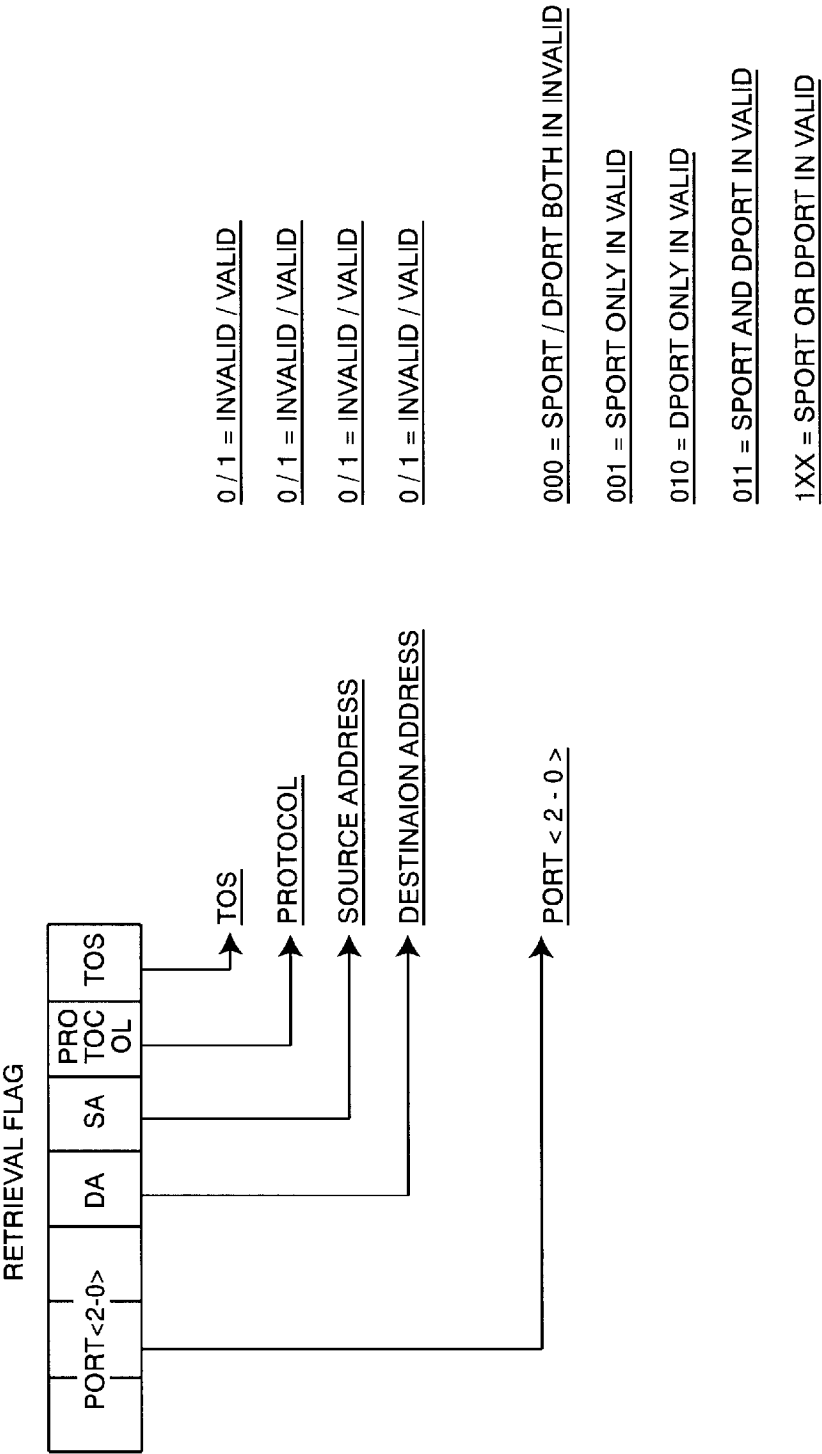 RETRIEVAL FLAG
PORT<2-0>
DA
SA
PRO
TOC
OL
TOS
TOS
0 / 1 = INVALID / VALID
PROTOCOL
0 / 1 = INVALID / VALID
SOURCE ADDRESS
0 / 1 = INVALID / VALID
DESTINAION ADDRESS
0 / 1 = INVALID / VALID
PORT < 2 - 0 >
000 = SPORT / DPORT BOTH IN INVALID
001 = SPORT ONLY IN VALID
010 = DPORT ONLY IN VALID
011 = SPORT AND DPORT IN VALID
1XX = SPORT OR DPORT IN VALID